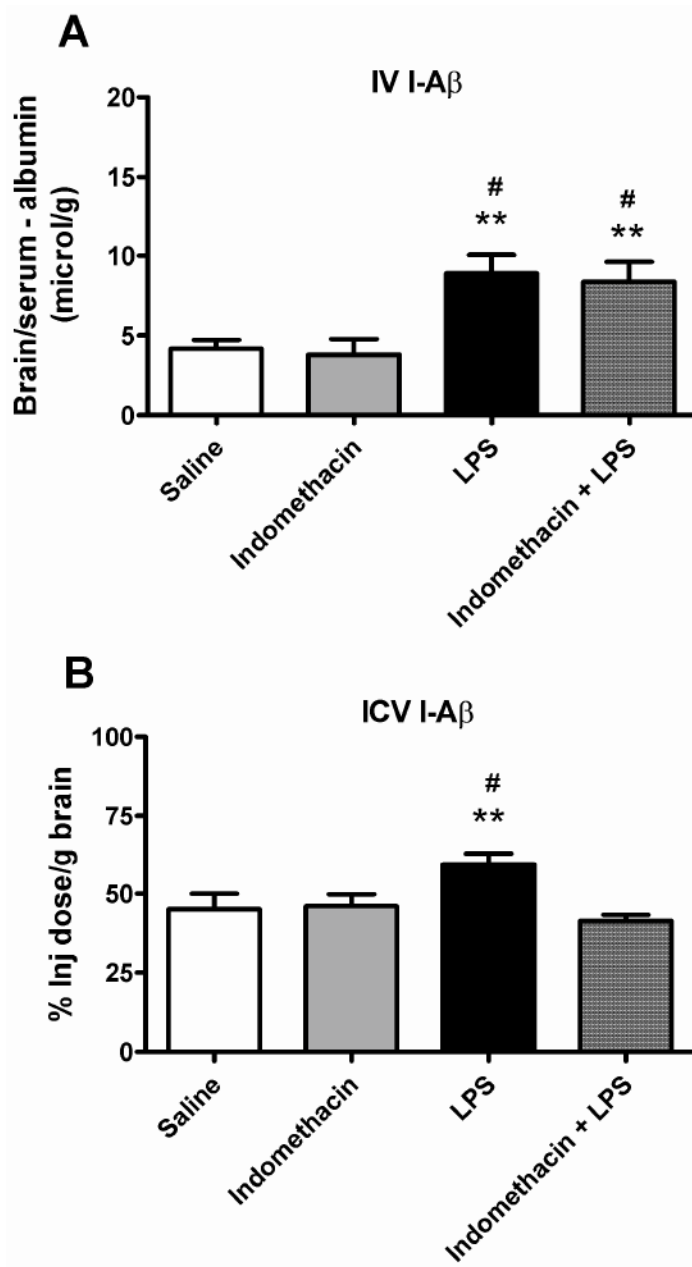 A
IV I-Aβ
Brain/serum - albumin
(microl/g)
20
15
10
5
0
#
**
#
**
Saline
Indomethacin
LPS
Indomethacin + LPS
B
ICV I-Aβ
% Inj dose/g brain
100
75
50
25
0
#
**
Saline
Indomethacin
LPS
Indomethacin + LPS